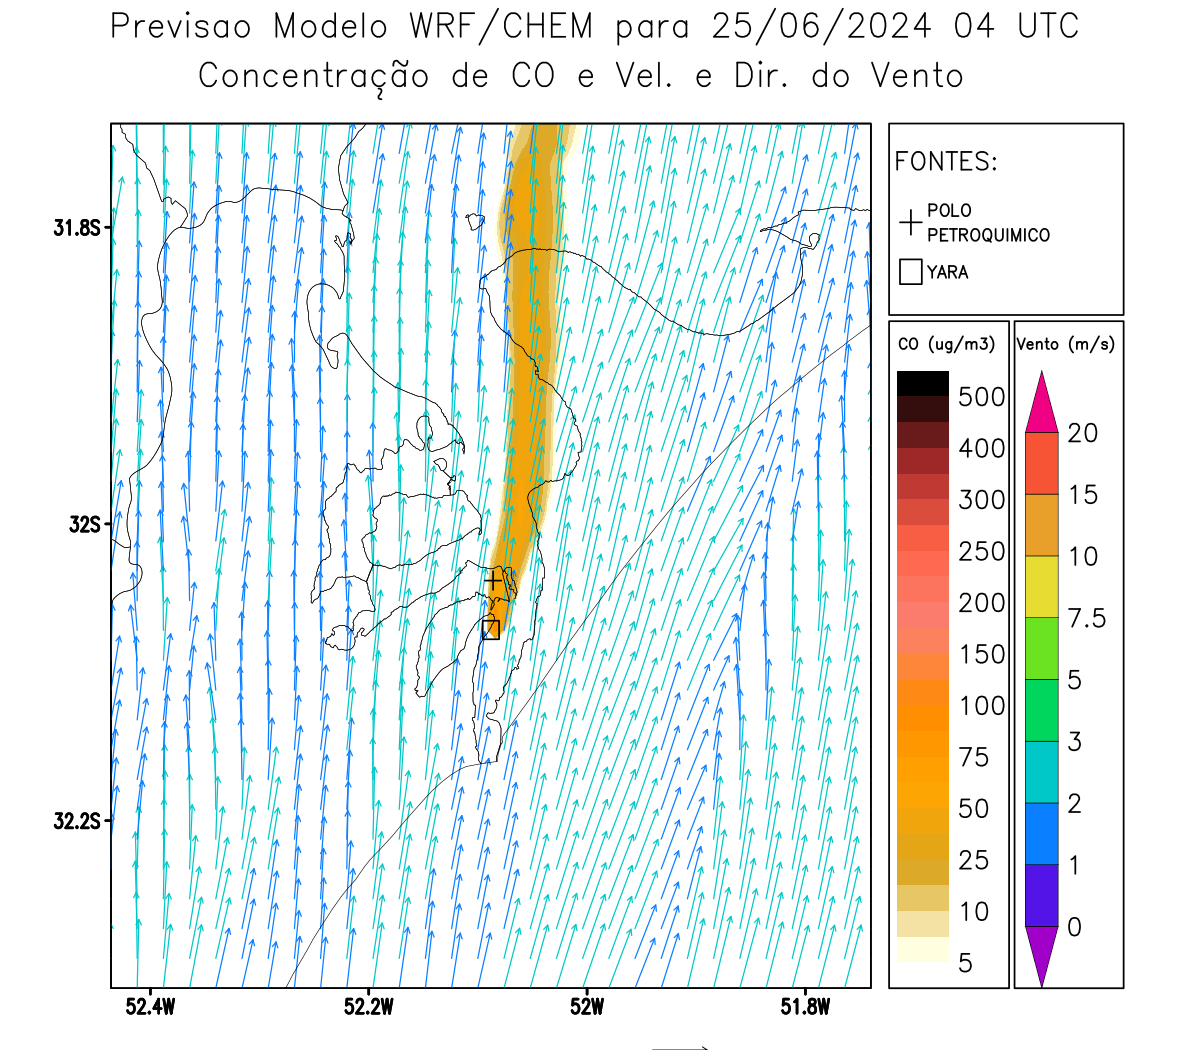 Previsao Modelo WRF/CHEM para 25/06/2024 04 UTC
Concentração de CO e Vel. e Dir. do Vento
FONTES:
POLO
PETROQUIMICO
YARA
CO (ug/m3)
500
400
300
250
200
150
100
75
50
25
10
5
Vento (m/s)
20
15
10
7.5
5
3
2
1
0
31.8S
32S
32.2S
52.4W
52.2W
52W
51.8W